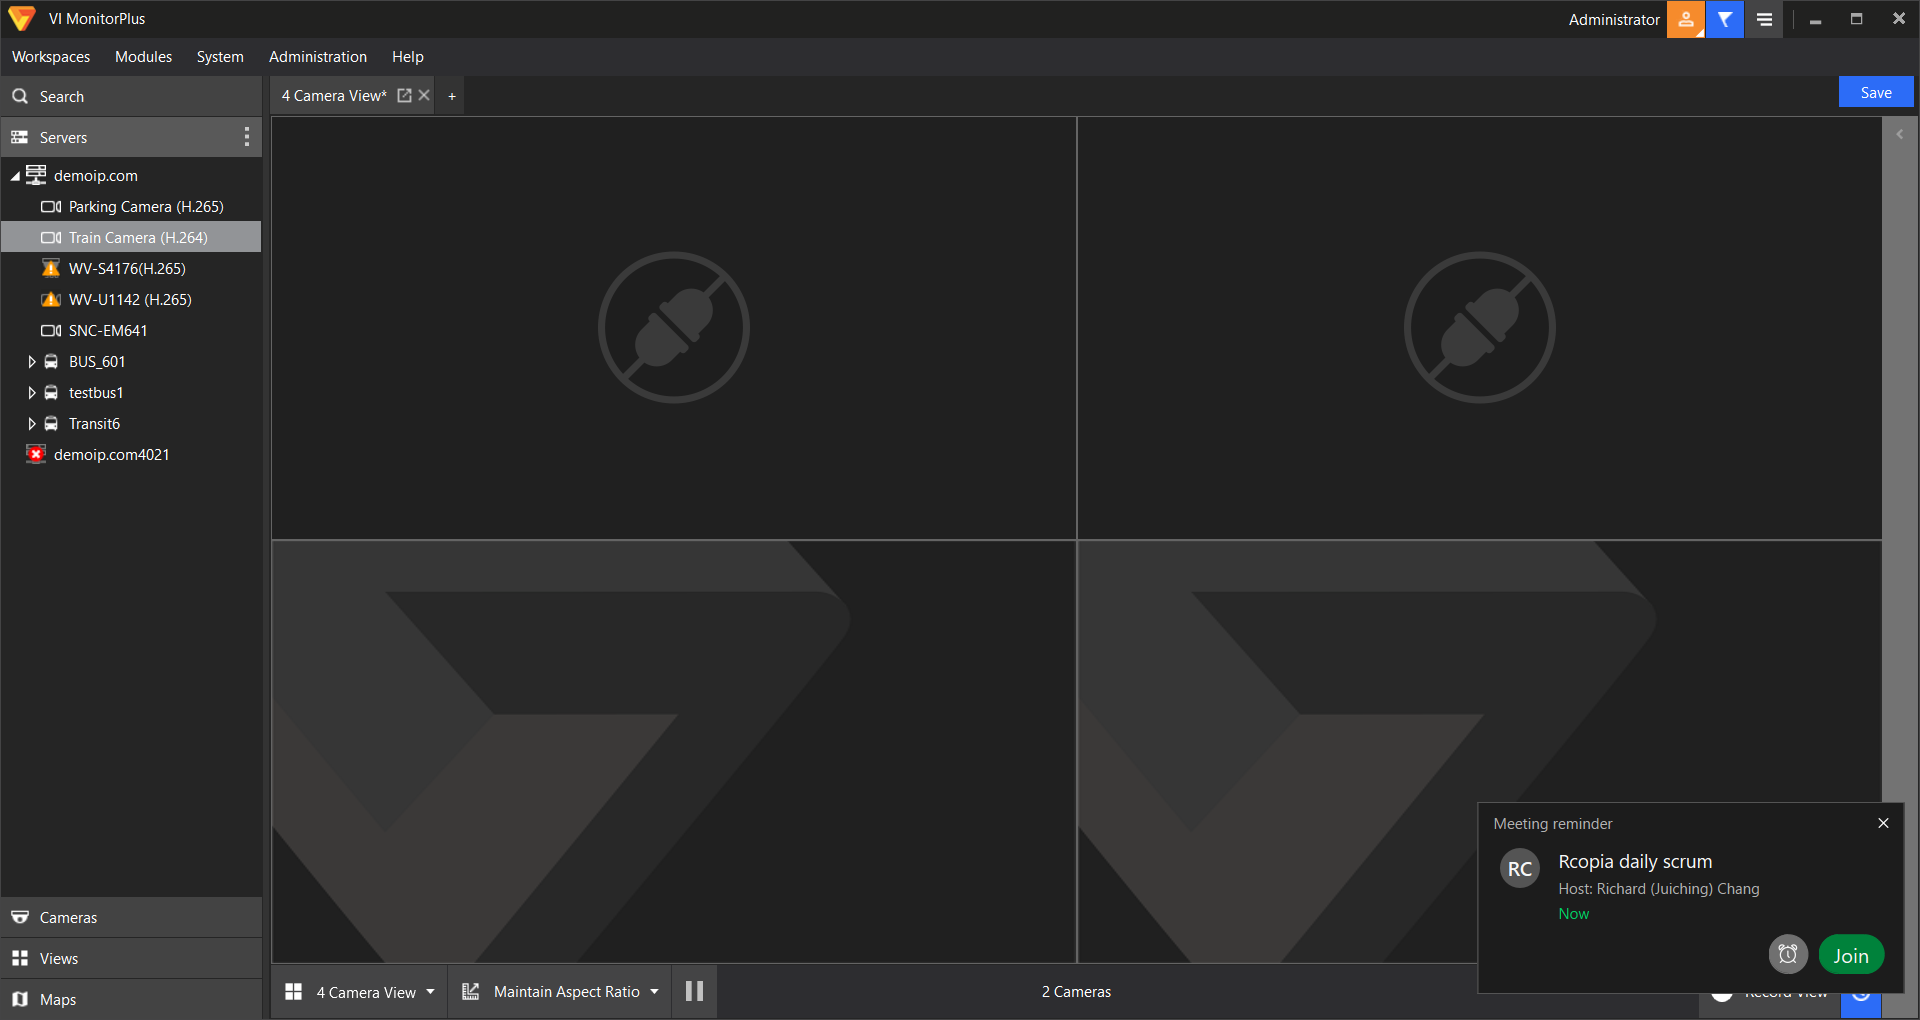 VI MonitorPlus
Administrator
Workspaces
Modules
System
Administration
Help
Search
4 Camera View*
+
Save
Servers
demoip.com
Parking Camera (H.265)
Train Camera (H.264)
WV-S4176(H.265)
WV-U1142 (H.265)
SNC-EM641
BUS_601
testbus1
Transit6
demoip.com4021
Cameras
Views
Maps
4 Camera View
Maintain Aspect Ratio
2 Cameras
Meeting reminder
RC
Rcopia daily scrum
Host: Richard (Juiching) Chang
Now
Join
Record View